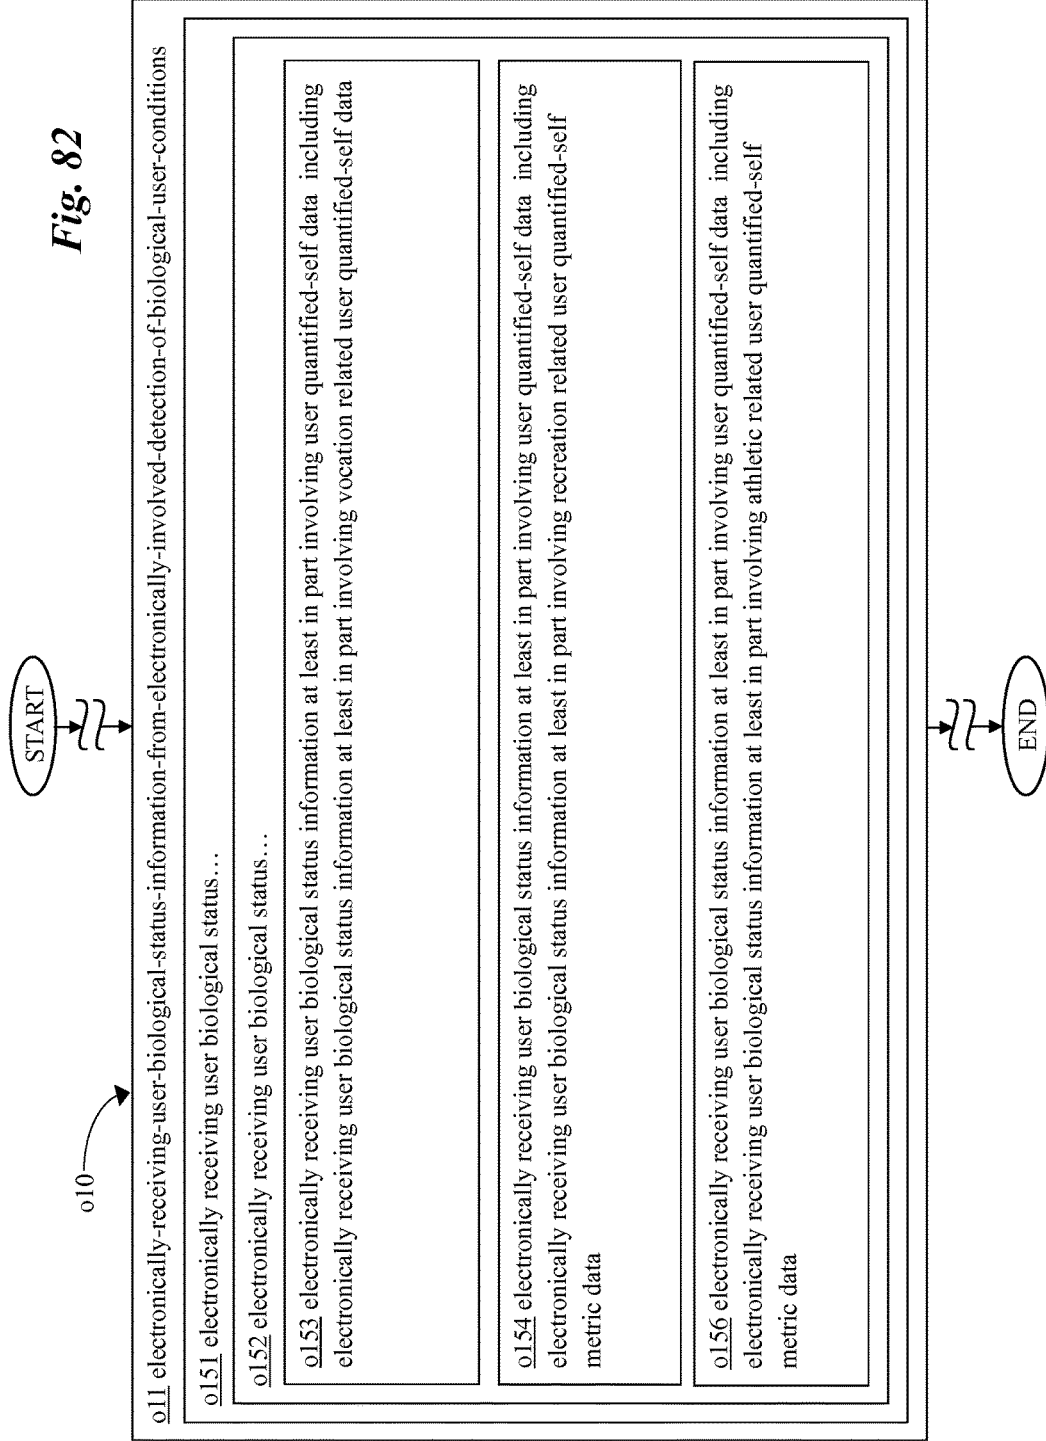 Fig. 82
START
o10
o11 electronically-receiving-user-biological-status-information-from-electronically-involved-detection-of-biological-user-conditions
o151 electronically receiving user biological status…
o152 electronically receiving user biological status…
o153 electronically receiving user biological status information at least in part involving user quantified-self data including
electronically receiving user biological status information at least in part involving vocation related user quantified-self data
o154 electronically receiving user biological status information at least in part involving user quantified-self data including
electronically receiving user biological status information at least in part involving recreation related user quantified-self
metric data
o156 electronically receiving user biological status information at least in part involving user quantified-self data including
electronically receiving user biological status information at least in part involving athletic related user quantified-self
metric data
END